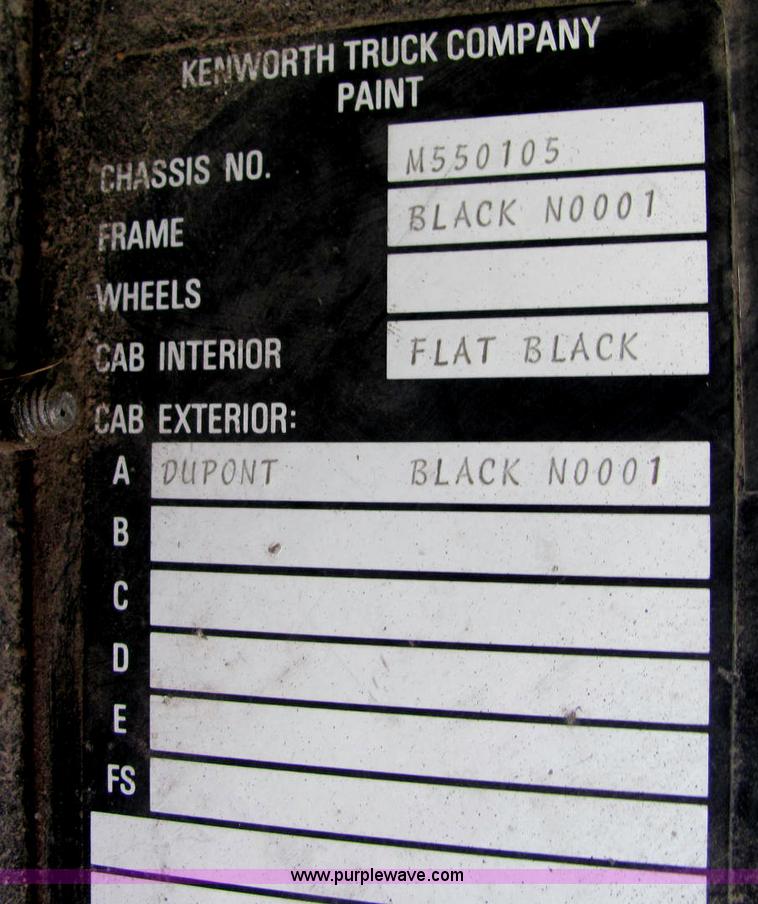 KENWORTH TRUCK COMPANY
PAINT
CHASSIS NO. M550105
FRAME BLACK N0001
WHEELS
CAB INTERIOR FLAT BLACK
CAB EXTERIOR:
A DUPONT BLACK N0001
B
C
D
E
FS
www.purplewave.com